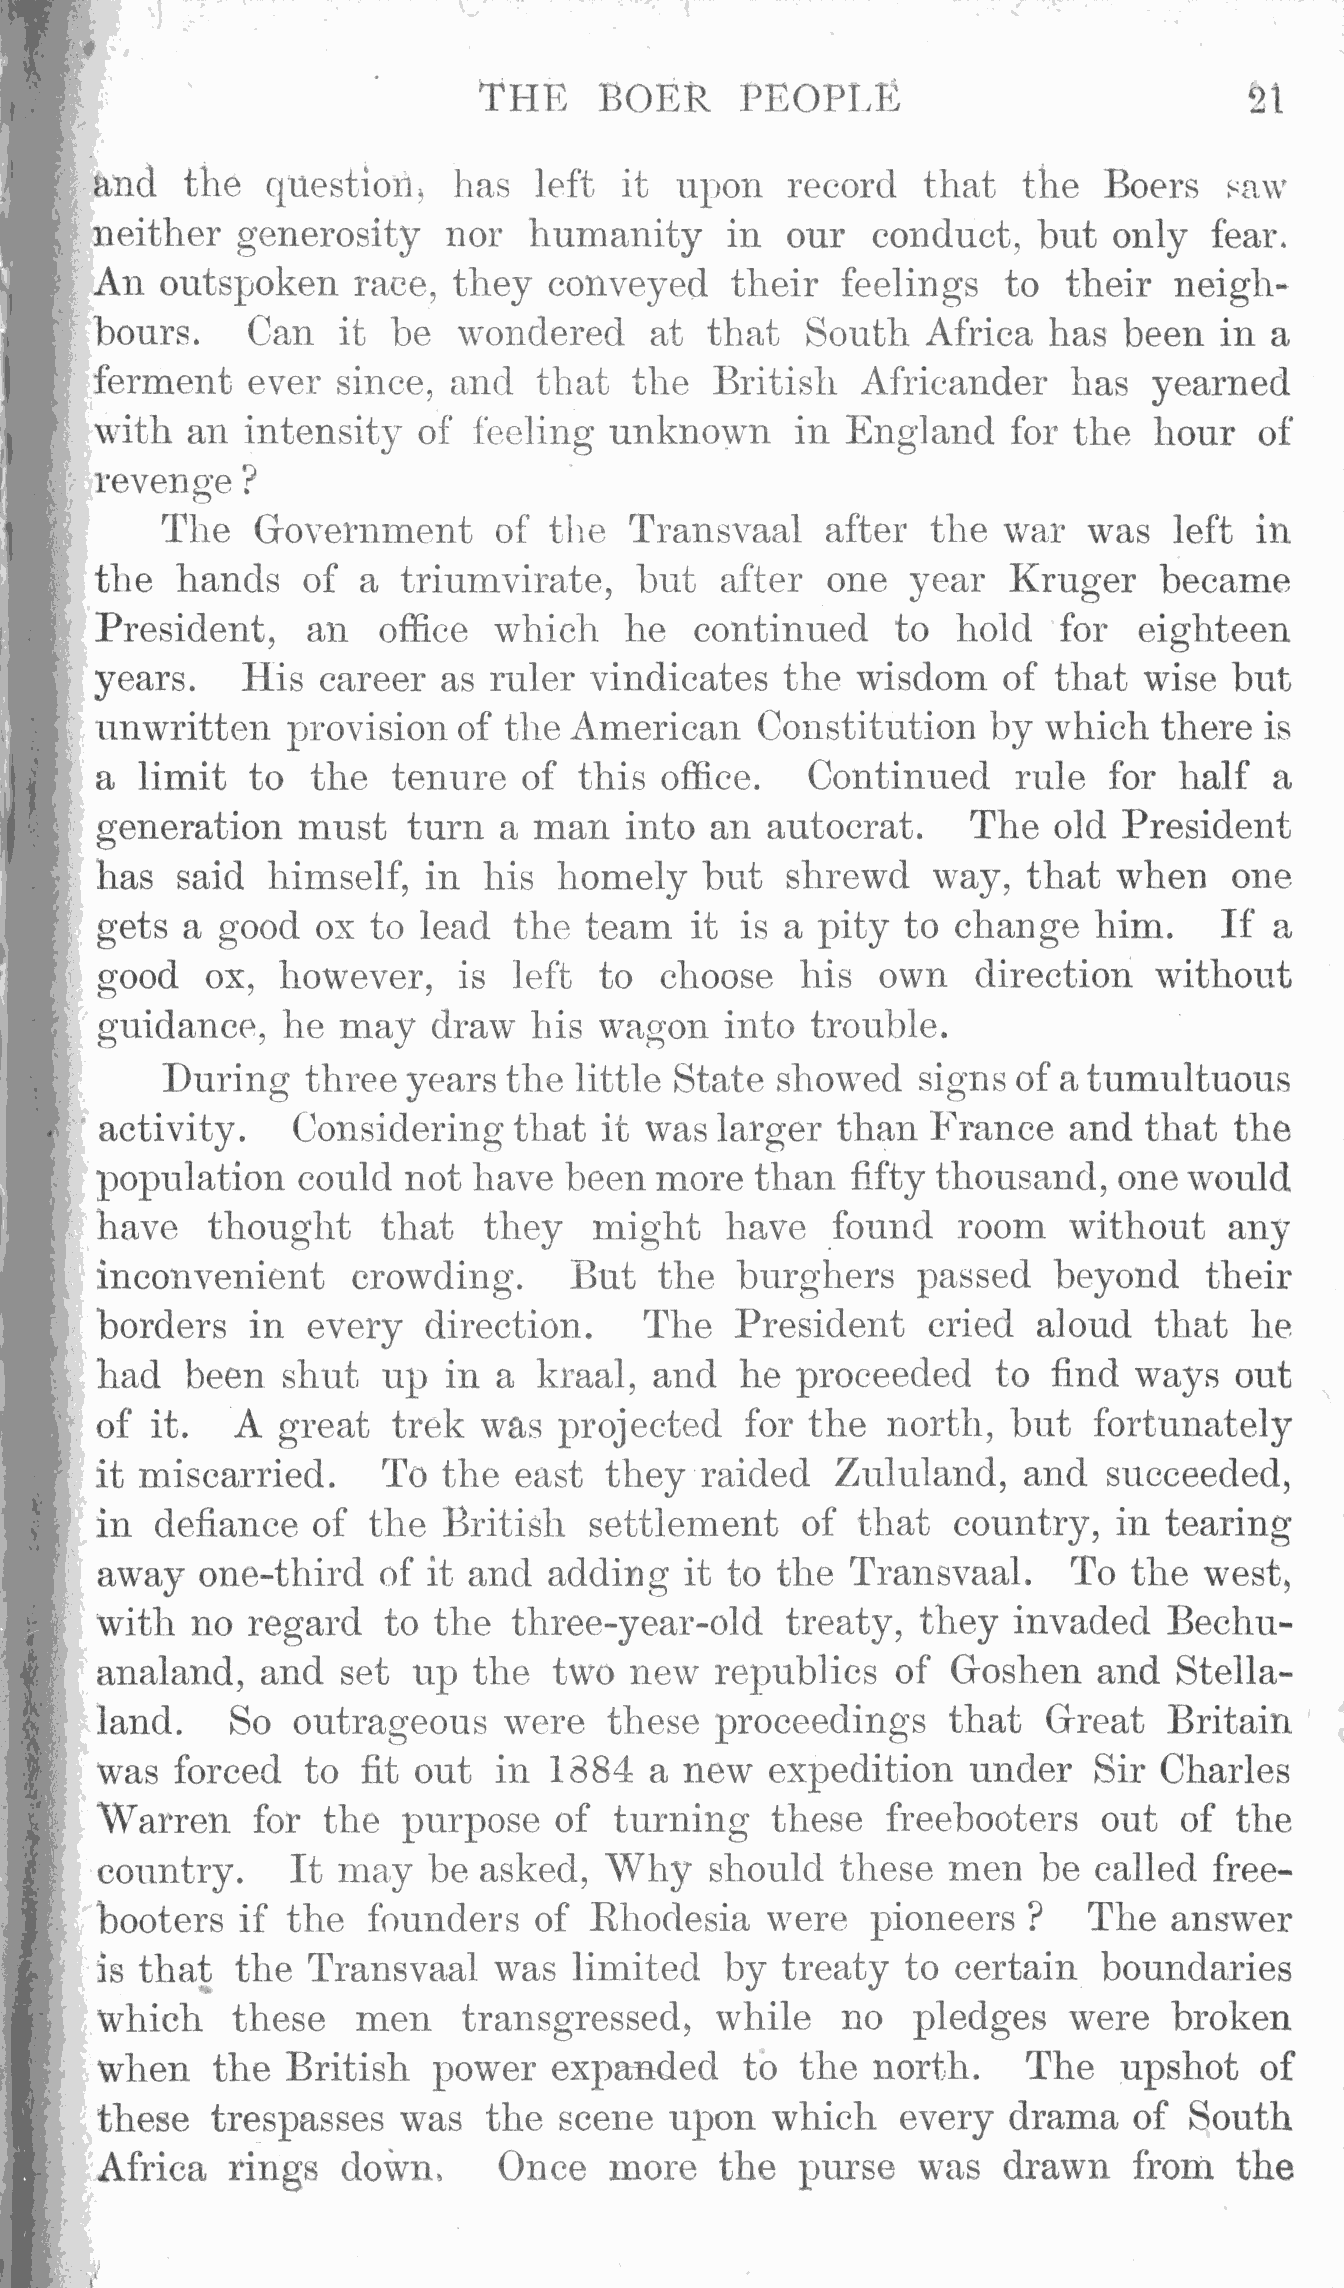 THE BOER PEOPLE 21
and the question, has left it upon record that the Boers saw
neither generosity nor humanity in our conduct, but only fear.
An outspoken race, they conveyed their feelings to their neigh-
bours. Can it be wondered at that South Africa has been in a
ferment ever since, and that the British Africander has yearned
with an intensity of feeling unknown in England for the hour of
revenge?
The Government of the Transvaal after the war was left in
the hands of a triumvirate, but after one year Kruger became
President, an office which he continued to hold for eighteen
years. His career as ruler vindicates the wisdom of that wise but
unwritten provision of the American Constitution by which there is
a limit to the tenure of this office. Continued rule for half a
generation must turn a man into an autocrat. The old President
has said himself, in his homely but shrewd way, that when one
gets a good ox to lead the team it is a pity to change him. If a
good ox, however, is left to choose his own direction without
guidance, he may draw his wagon into trouble.
During three years the little State showed signs of a tumultuous
activity. Considering that it was larger than France and that the
population could not have been more than fifty thousand, one would
have thought that they might have found room without any
inconvenient crowding. But the burghers passed beyond their
borders in every direction. The President cried aloud that he
had been shut up in a kraal, and he proceeded to find ways out
of it. A great trek was projected for the north, but fortunately
it miscarried. To the east they raided Zululand, and succeeded,
in defiance of the British settlement of that country, in tearing
away one-third of it and adding it to the Transvaal. To the west,
with no regard to the three-year-old treaty, they invaded Bechu-
analand, and set up the two new republics of Goshen and Stella-
land. So outrageous were these proceedings that Great Britain
was forced to fit out in 1884 a new expedition under Sir Charles
Warren for the purpose of turning these freebooters out of the
country. It may be asked, Why should these men be called free-
booters if the founders of Rhodesia were pioneers? The answer
is that the Transvaal was limited by treaty to certain boundaries
which these men transgressed, while no pledges were broken
when the British power expanded to the north. The upshot of
these trespasses was the scene upon which every drama of South
Africa rings down. Once more the purse was drawn from the